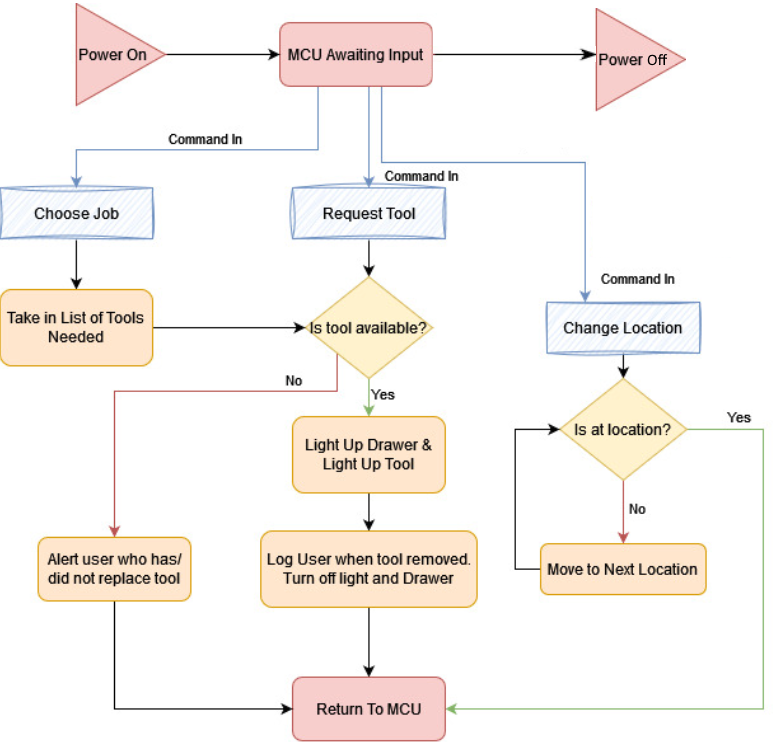 Power On
MCU Awaiting Input
Power Off
Command In
Command In
Choose Job
Request Tool
Command In
Take in List of Tools
Needed
Is tool available?
Change Location
No
Yes
Is at location?
Yes
Light Up Drawer &
Light Up Tool
No
Alert user who has/
did not replace tool
Log User when tool removed.
Turn off light and Drawer
Move to Next Location
Return To MCU